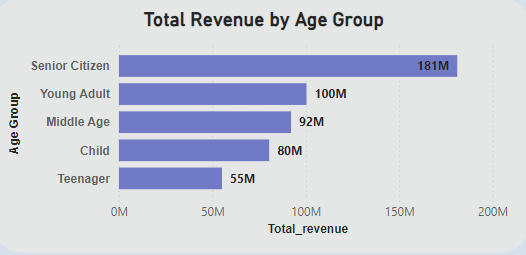 Total Revenue by Age Group
Age Group
Senior Citizen 181M
Young Adult 100M
Middle Age 92M
Child 80M
Teenager 55M
0M 50M 100M 150M 200M
Total_revenue